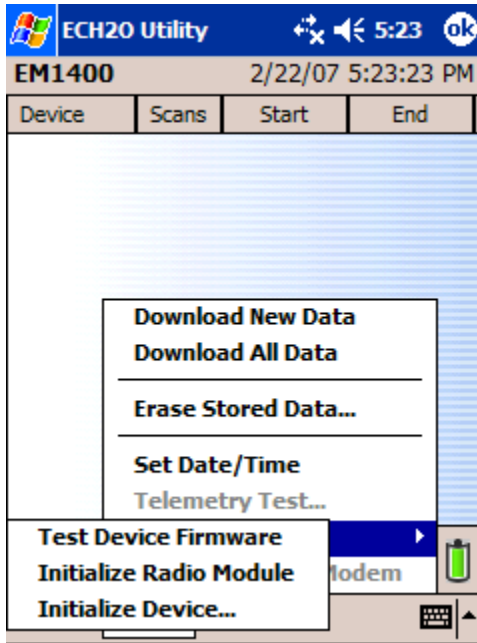 ECH2O Utility 5:23 ok
EM1400 2/22/07 5:23:23 PM
Device Scans Start End
Download New Data
Download All Data
Erase Stored Data...
Set Date/Time
Telemetry Test...
Test Device Firmware
Initialize Radio Module
Modem
Initialize Device...